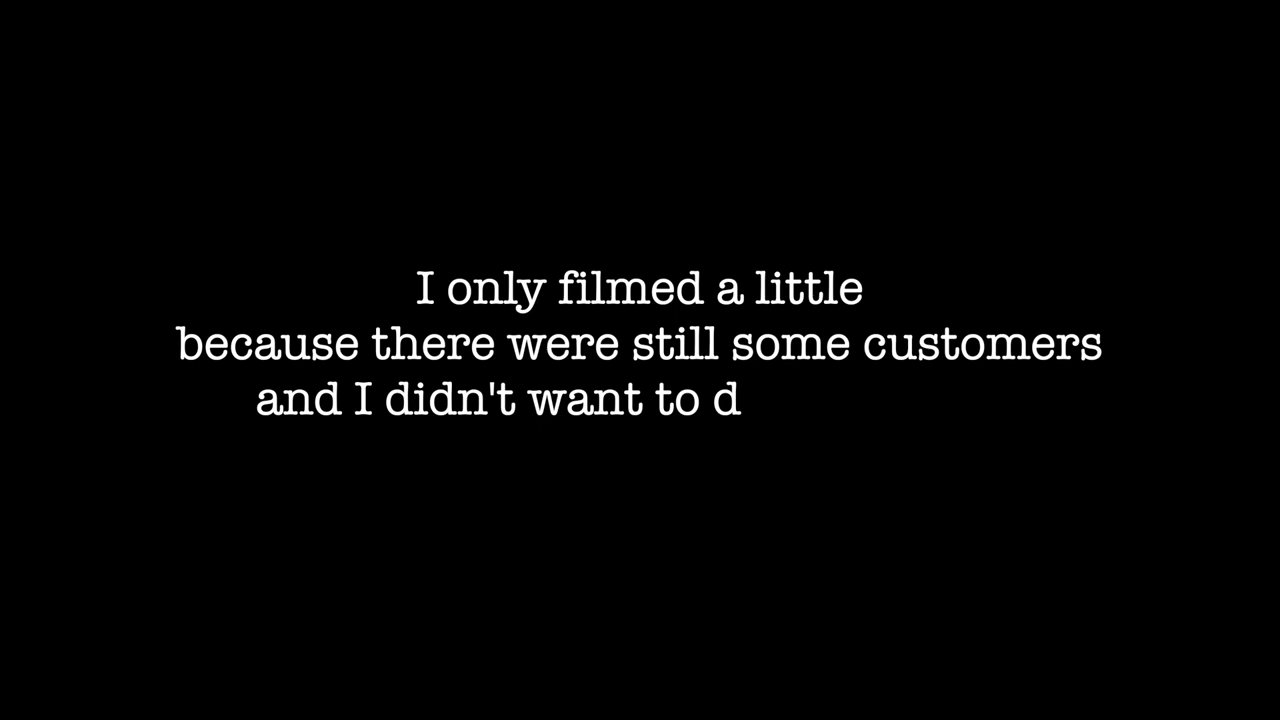 I only filmed a little
because there were still some customers
and I didn't want to d